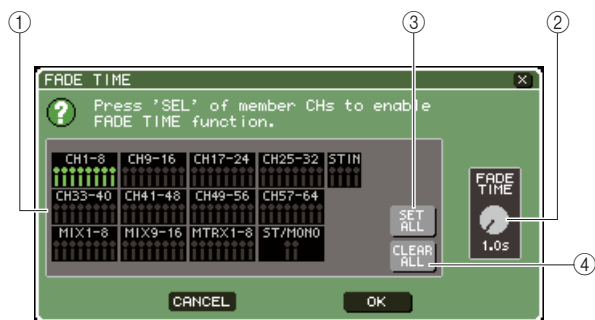 ① ③ ②
FADE TIME
Press 'SEL' of member CHs to enable
FADE TIME function.
CH1-8 CH9-16 CH17-24 CH25-32 STIN
CH33-40 CH41-48 CH49-56 CH57-64
MIX1-8 MIX9-16 MTRX1-8 ST/MONO
SET
ALL
CLEAR
ALL
FADE
TIME
1.0s
④
CANCEL OK